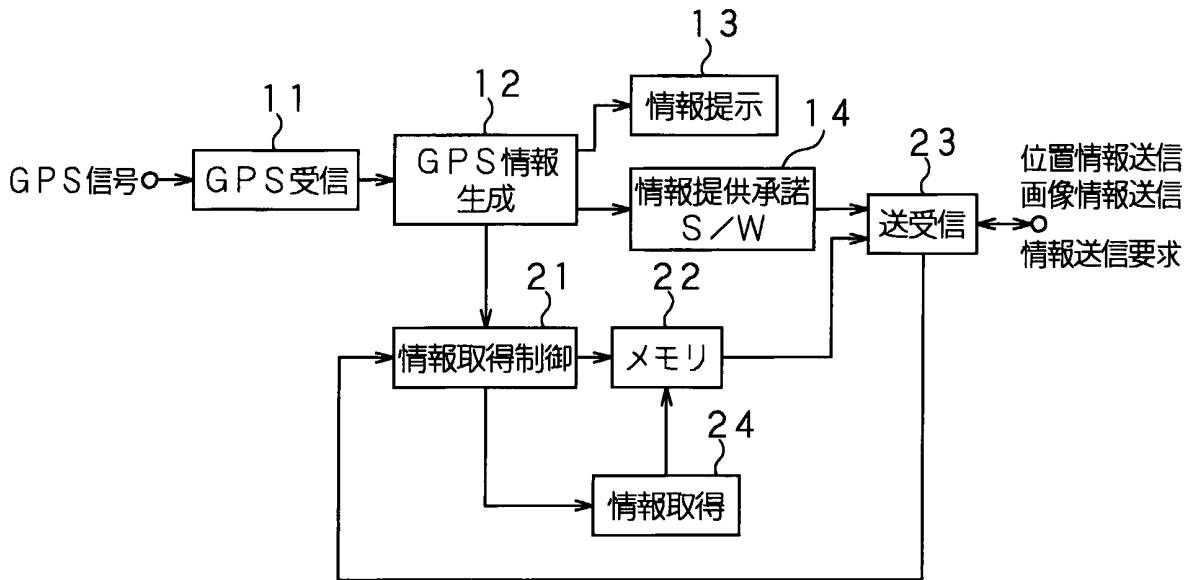 13
情報提示
12
11
14
GPS情報
生成
23
位置情報送信
GPS信号
GPS受信
情報提供承諾
S/W
画像情報送信
送受信
情報送信要求
21
22
情報取得制御
メモリ
24
情報取得